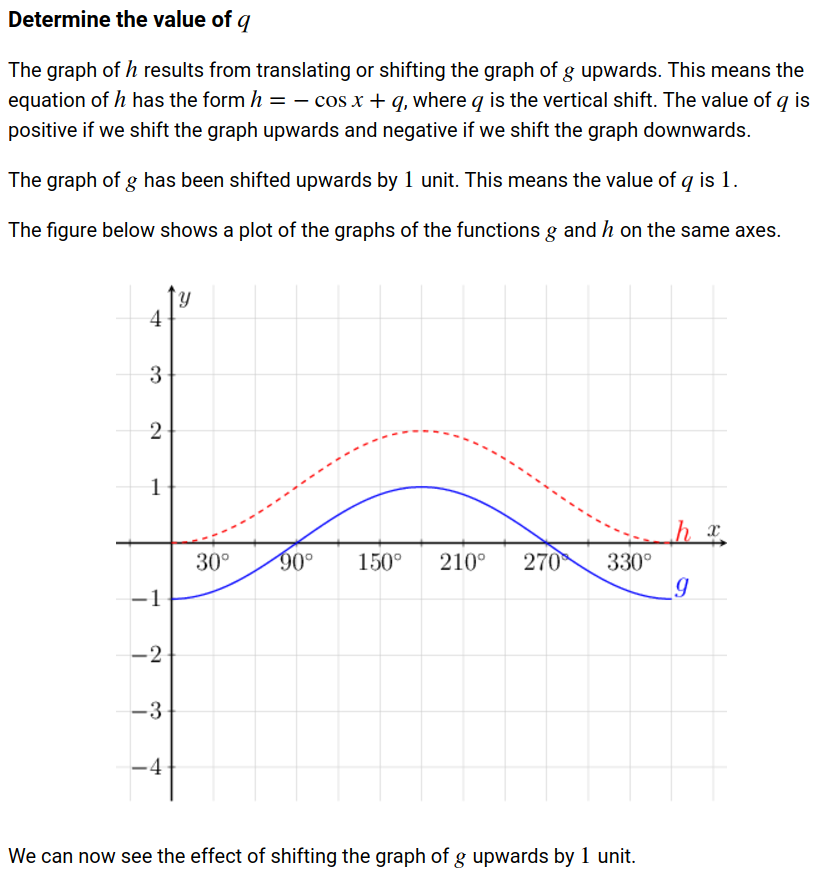 Determine the value of q
The graph of h results from translating or shifting the graph of g upwards. This means the
equation of h has the form h = − cos x + q, where q is the vertical shift. The value of q is
positive if we shift the graph upwards and negative if we shift the graph downwards.
The graph of g has been shifted upwards by 1 unit. This means the value of q is 1.
The figure below shows a plot of the graphs of the functions g and h on the same axes.
y
4
3
2
1
h x
30° 90° 150° 210° 270° 330°
g
−1
−2
−3
−4
We can now see the effect of shifting the graph of g upwards by 1 unit.